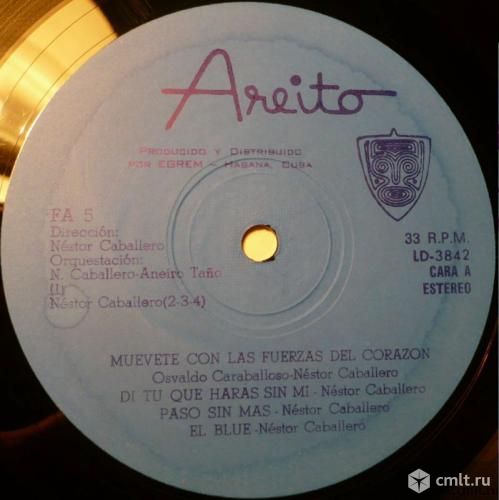 Areito
PRODUCIDO Y DISTRIBUIDO
POR EGREM - HABANA, CUBA
FA 5
Dirección:
Néstor Caballero
Orquestación:
N. Caballero-Aneiro Taño
(1)
Néstor Caballero(2-3-4)
33 R.P.M.
LD-3842
CARA A
ESTEREO
MUEVETE CON LAS FUERZAS DEL CORAZON
Osvaldo Caraballoso-Néstor Caballero
DI TU QUE HARAS SIN MI - Néstor Caballero
PASO SIN MAS - Néstor Caballero
EL BLUE -Néstor Caballero
cmlt.ru